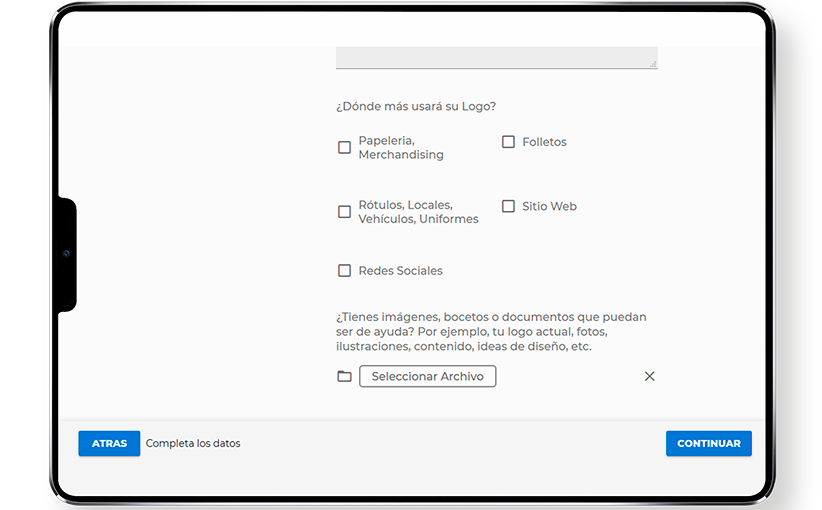 ¿Dónde más usará su Logo?
Papeleria,
Merchandising
Folletos
Rótulos, Locales,
Vehículos, Uniformes
Sitio Web
Redes Sociales
¿Tienes imágenes, bocetos o documentos que puedan
ser de ayuda? Por ejemplo, tu logo actual, fotos,
ilustraciones, contenido, ideas de diseño, etc.
Seleccionar Archivo
ATRAS
Completa los datos
CONTINUAR